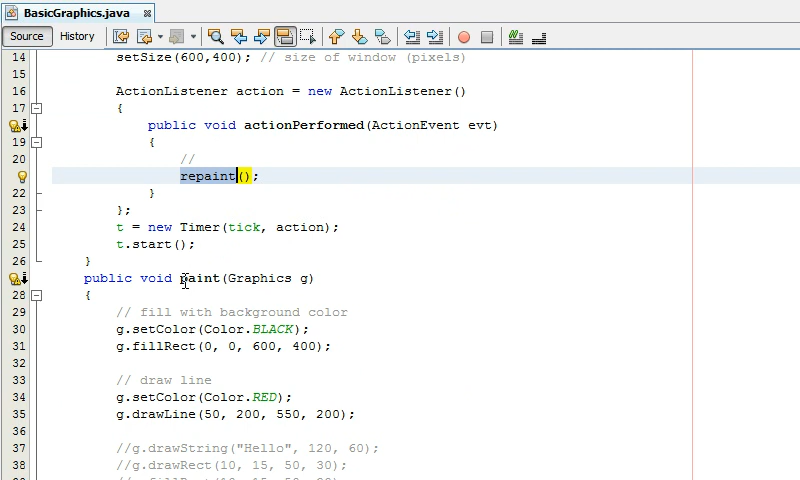 BasicGraphics.java
Source History
14 setSize(600,400); // size of window (pixels)
15
16 ActionListener action = new ActionListener()
17 {
public void actionPerformed(ActionEvent evt)
19 {
20 //
repaint();
22 }
23 };
24 t = new Timer(tick, action);
25 t.start();
26 }
public void paint(Graphics g)
28 {
29 // fill with background color
30 g.setColor(Color.BLACK);
31 g.fillRect(0, 0, 600, 400);
32
33 // draw line
34 g.setColor(Color.RED);
35 g.drawLine(50, 200, 550, 200);
36
37 //g.drawString("Hello", 120, 60);
38 //g.drawRect(10, 15, 50, 30);